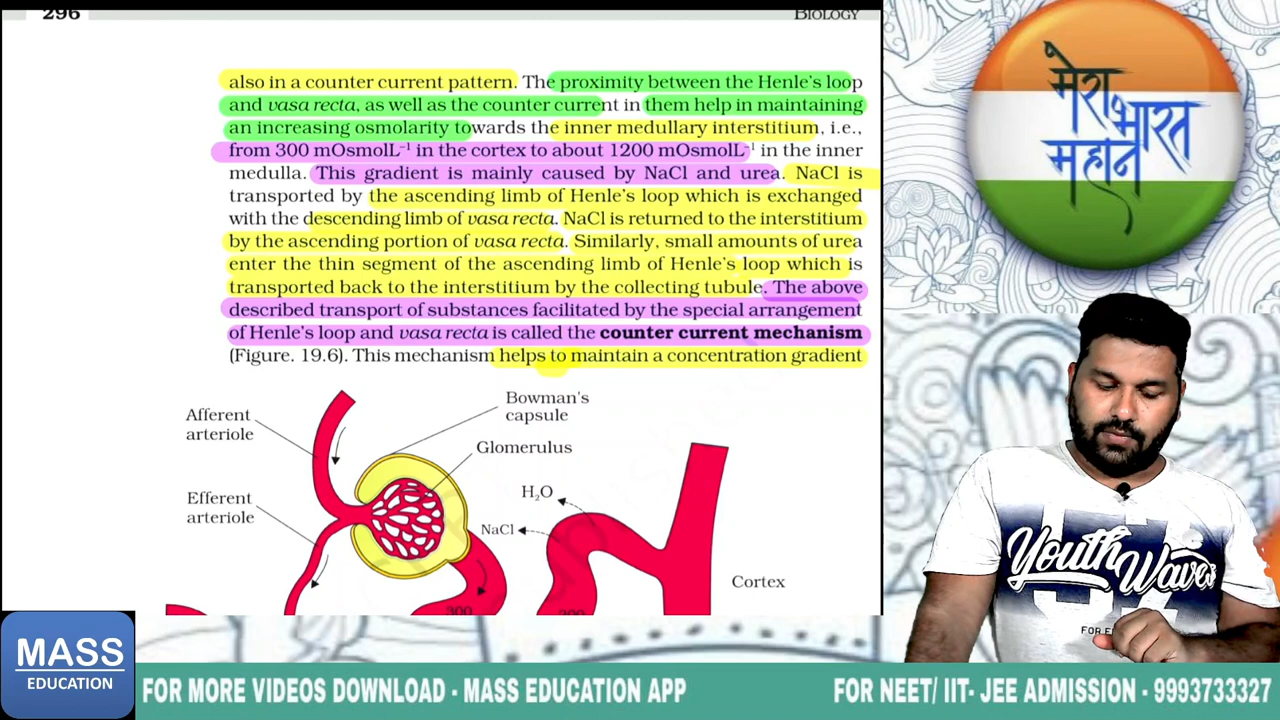 296
BIOLOGY
also in a counter current pattern. The proximity between the Henle's loop
and vasa recta, as well as the counter current in them help in maintaining
an increasing osmolarity towards the inner medullary interstitium, i.e.,
from 300 mOsmolL⁻¹ in the cortex to about 1200 mOsmolL⁻¹ in the inner
medulla. This gradient is mainly caused by NaCl and urea. NaCl is
transported by the ascending limb of Henle's loop which is exchanged
with the descending limb of vasa recta. NaCl is returned to the interstitium
by the ascending portion of vasa recta. Similarly, small amounts of urea
enter the thin segment of the ascending limb of Henle's loop which is
transported back to the interstitium by the collecting tubule. The above
described transport of substances facilitated by the special arrangement
of Henle's loop and vasa recta is called the counter current mechanism
(Figure. 19.6). This mechanism helps to maintain a concentration gradient
Afferent
arteriole
Bowman's
capsule
Glomerulus
Efferent
arteriole
H₂O
NaCl
Cortex
300
मेरा
भारत
महान
Youth
Waves
MASS
EDUCATION
FOR MORE VIDEOS DOWNLOAD - MASS EDUCATION APP
FOR NEET/ IIT- JEE ADMISSION - 9993733327